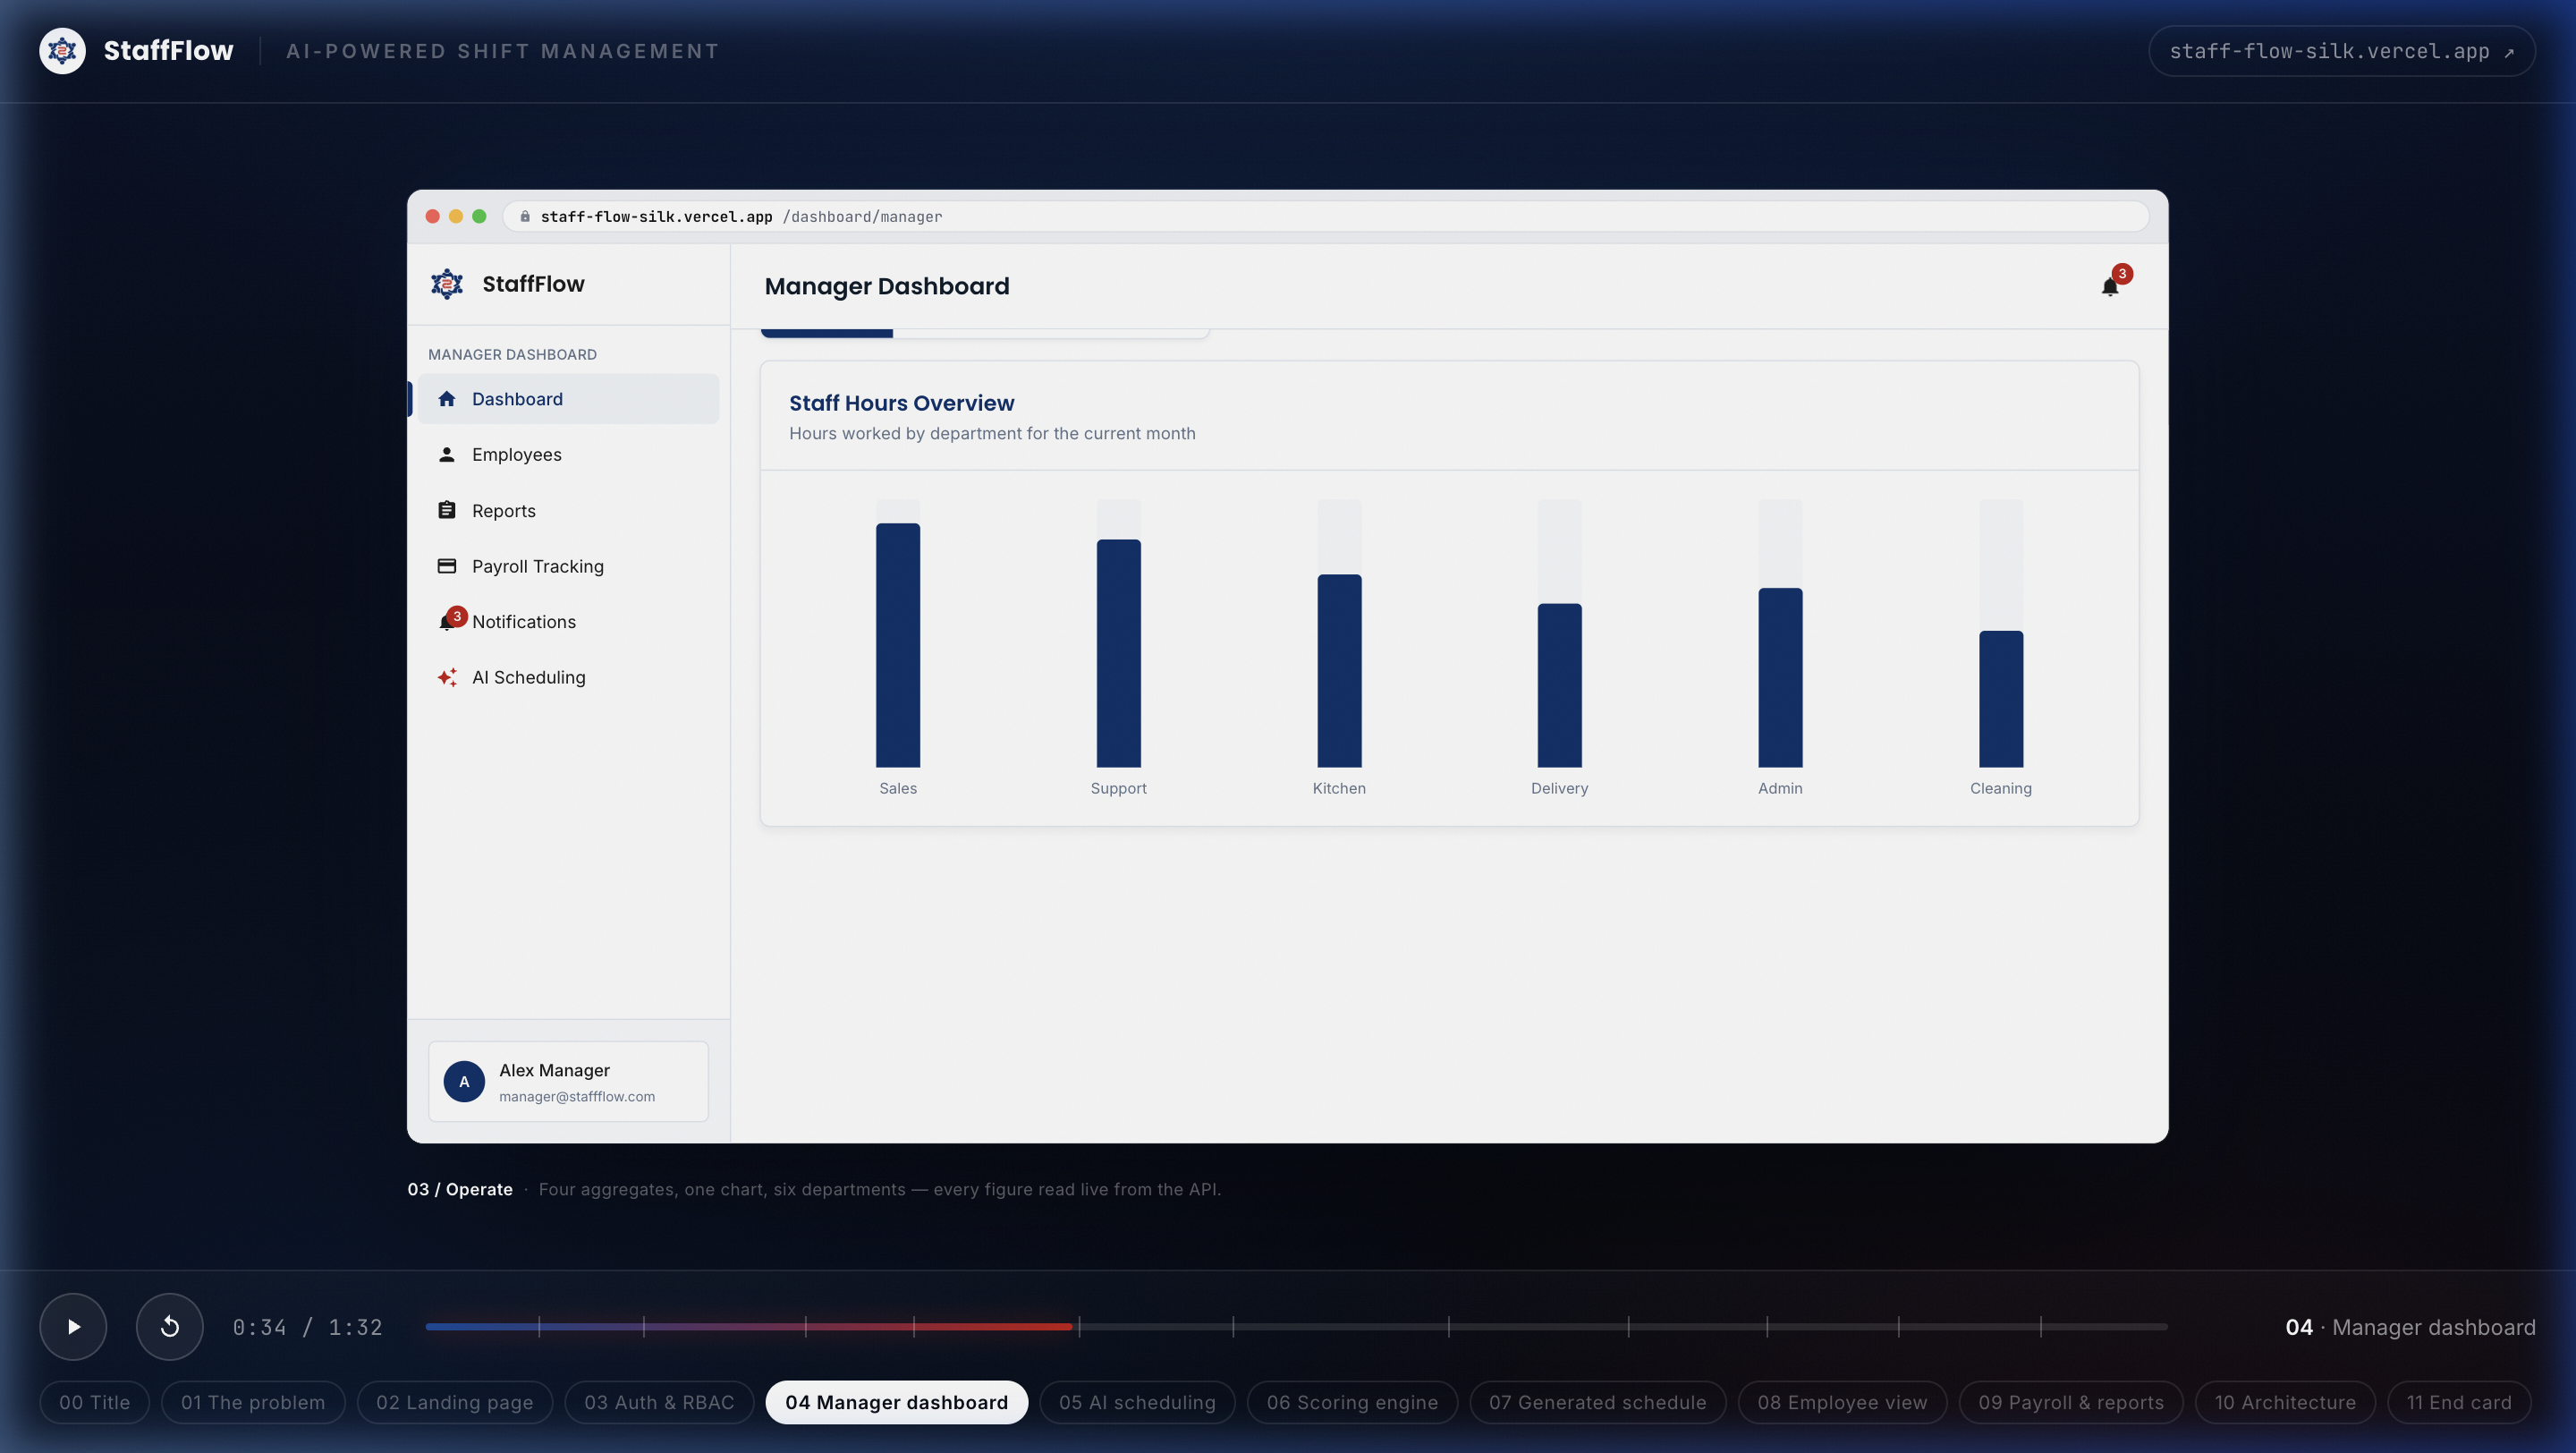 StaffFlow
AI-POWERED SHIFT MANAGEMENT
staff-flow-silk.vercel.app ↗
staff-flow-silk.vercel.app /dashboard/manager
StaffFlow
MANAGER DASHBOARD
Dashboard
Employees
Reports
Payroll Tracking
3
Notifications
AI Scheduling
A
Alex Manager
manager@staffflow.com
Manager Dashboard
3
Staff Hours Overview
Hours worked by department for the current month
Sales
Support
Kitchen
Delivery
Admin
Cleaning
03 / Operate · Four aggregates, one chart, six departments — every figure read live from the API.
0:34 / 1:32
04 · Manager dashboard
00 Title
01 The problem
02 Landing page
03 Auth & RBAC
04 Manager dashboard
05 AI scheduling
06 Scoring engine
07 Generated schedule
08 Employee view
09 Payroll & reports
10 Architecture
11 End card